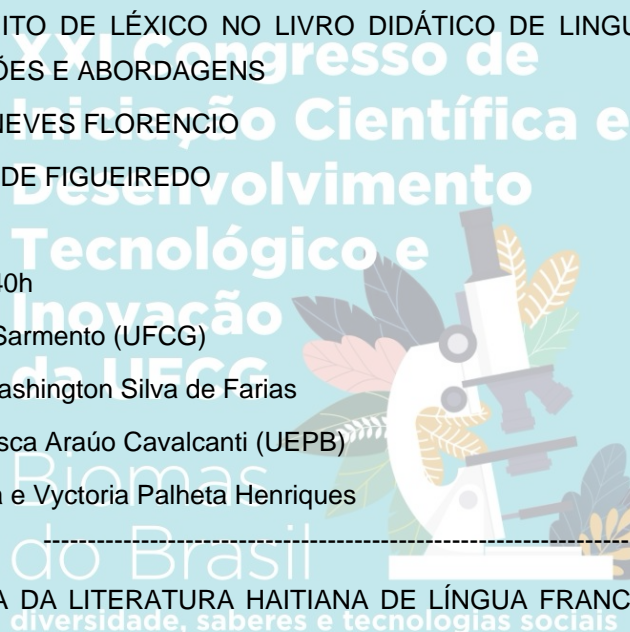 ITO DE LÉXICO NO LIVRO DIDÁTICO DE LINGU
ÕES E ABORDAGENS
XXI Congresso de
NEVES FLORENCIO
Iniciação Científica e
DE FIGUEIREDO
Desenvolvimento
Tecnológico e
40h
Inovação
Sarmento (UFCG)
da UFCG
ashington Silva de Farias
sca Araúo Cavalcanti (UEPB)
Biomas
a e Vyctoria Palheta Henriques
do Brasil
A DA LITERATURA HAITIANA DE LÍNGUA FRANC
diversidade, saberes e tecnologias sociais